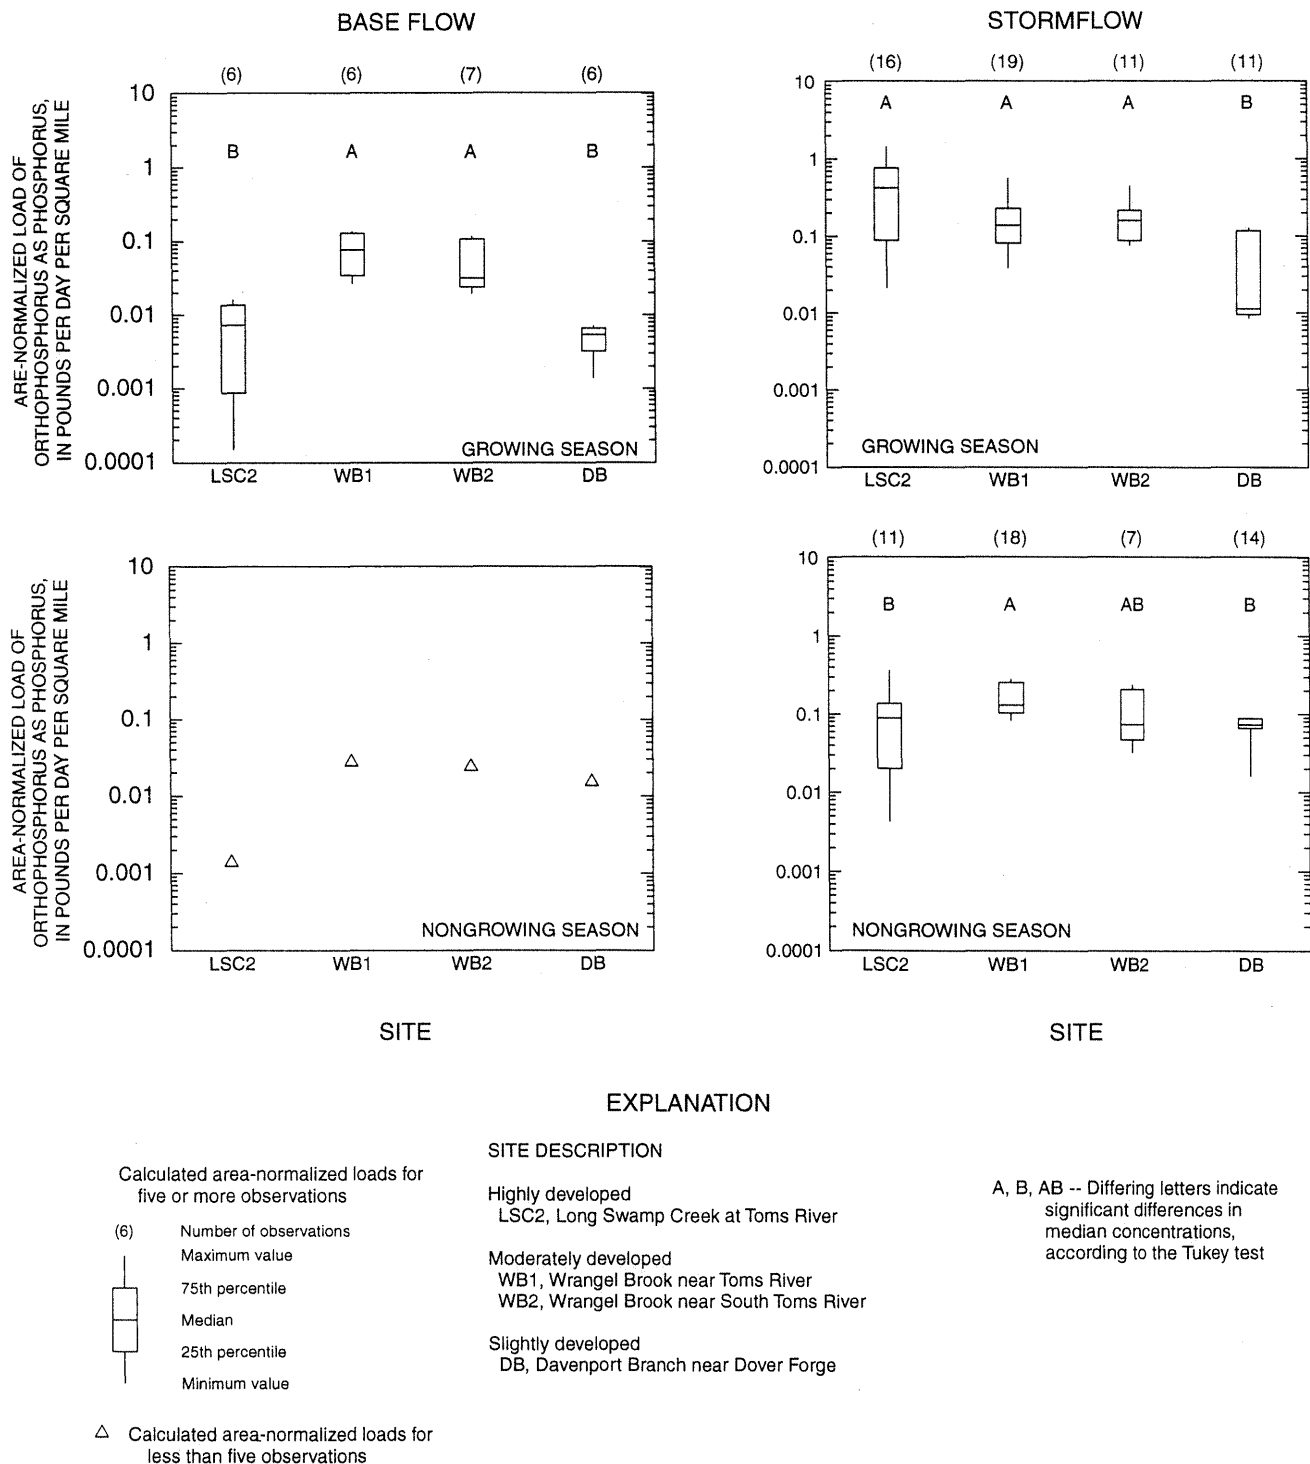 BASE FLOW
(6) (6) (7) (6)
ARE-NORMALIZED LOAD OF
ORTHOPHOSPHORUS AS PHOSPHORUS,
IN POUNDS PER DAY PER SQUARE MILE
10
1
0.1
0.01
0.001
0.0001
B A A B
GROWING SEASON
LSC2 WB1 WB2 DB
STORMFLOW
(16) (19) (11) (11)
10
1
0.1
0.01
0.001
0.0001
A A A B
GROWING SEASON
LSC2 WB1 WB2 DB
AREA-NORMALIZED LOAD OF
ORTHOPHOSPHORUS AS PHOSPHORUS,
IN POUNDS PER DAY PER SQUARE MILE
10
1
0.1
0.01
0.001
0.0001
NONGROWING SEASON
LSC2 WB1 WB2 DB
SITE
(11) (18) (7) (14)
10
1
0.1
0.01
0.001
0.0001
B A AB B
NONGROWING SEASON
LSC2 WB1 WB2 DB
SITE
EXPLANATION
Calculated area-normalized loads for
five or more observations
(6) Number of observations
Maximum value
75th percentile
Median
25th percentile
Minimum value
Calculated area-normalized loads for
less than five observations
SITE DESCRIPTION
Highly developed
LSC2, Long Swamp Creek at Toms River
Moderately developed
WB1, Wrangel Brook near Toms River
WB2, Wrangel Brook near South Toms River
Slightly developed
DB, Davenport Branch near Dover Forge
A, B, AB -- Differing letters indicate
significant differences in
median concentrations,
according to the Tukey test